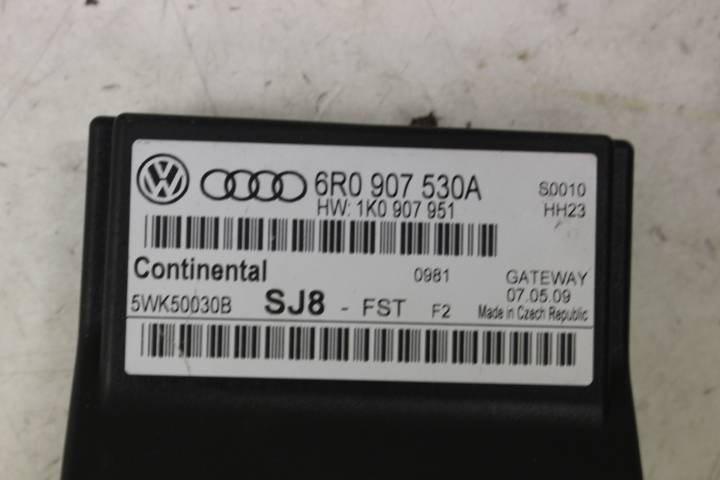 6R0 907 530A S0010
HW: 1K0 907 951 HH23
Continental 0981 GATEWAY
07.05.09
5WK50030B SJ8 - FST F2 Made in Czech Republic